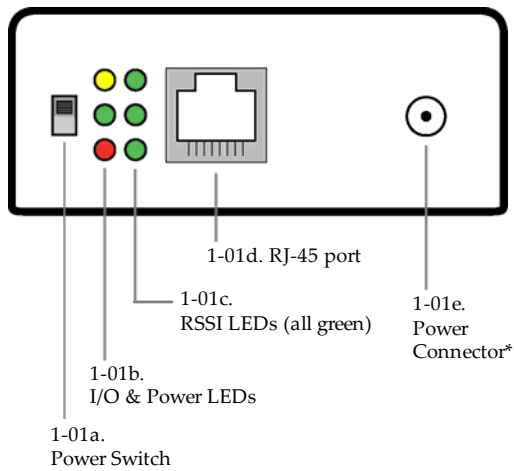 1-01d. RJ-45 port
1-01c.
RSSI LEDs (all green)
1-01e.
Power
Connector*
1-01b.
I/O & Power LEDs
1-01a.
Power Switch